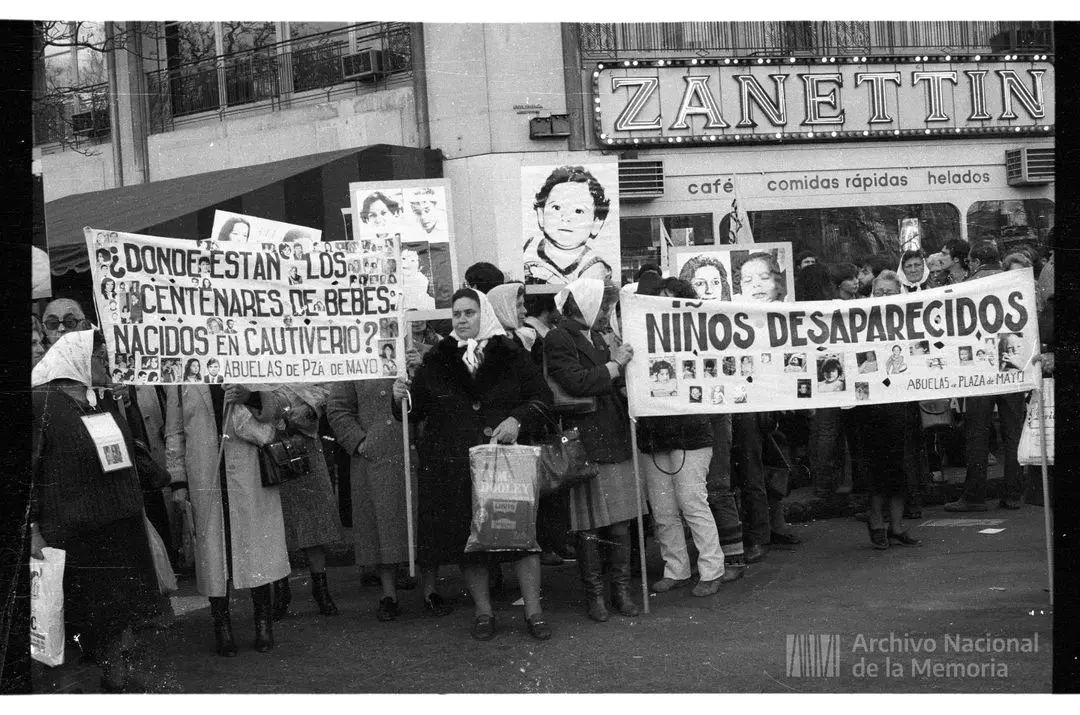 ZANETTIN
café comidas rápidas helados
¿DONDE ESTAN LOS
CENTENARES DE BEBES
NACIDOS EN CAUTIVERIO?
ABUELAS DE PZA DE MAYO
NIÑOS DESAPARECIDOS
ABUELAS DE PLAZA DE MAYO
Archivo Nacional
de la Memoria